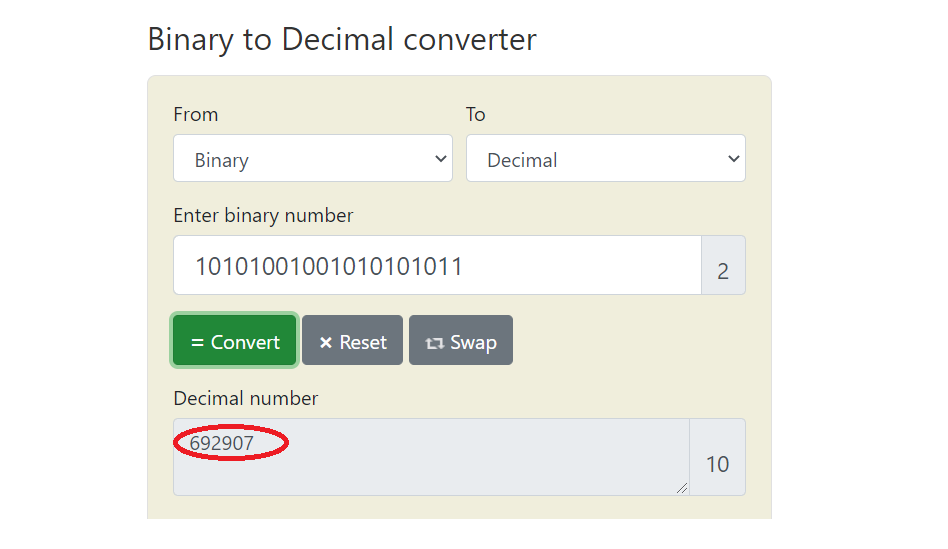 Binary to Decimal converter
From To
Binary Decimal
Enter binary number
10101001001010101011 2
= Convert × Reset Swap
Decimal number
692907
10